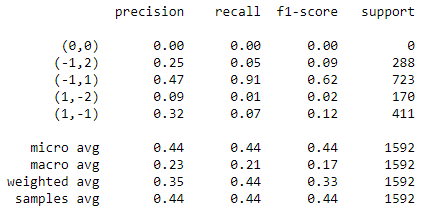 precision recall f1-score support
(0,0) 0.00 0.00 0.00 0
(-1,2) 0.25 0.05 0.09 288
(-1,1) 0.47 0.91 0.62 723
(1,-2) 0.09 0.01 0.02 170
(1,-1) 0.32 0.07 0.12 411
micro avg 0.44 0.44 0.44 1592
macro avg 0.23 0.21 0.17 1592
weighted avg 0.35 0.44 0.33 1592
samples avg 0.44 0.44 0.44 1592